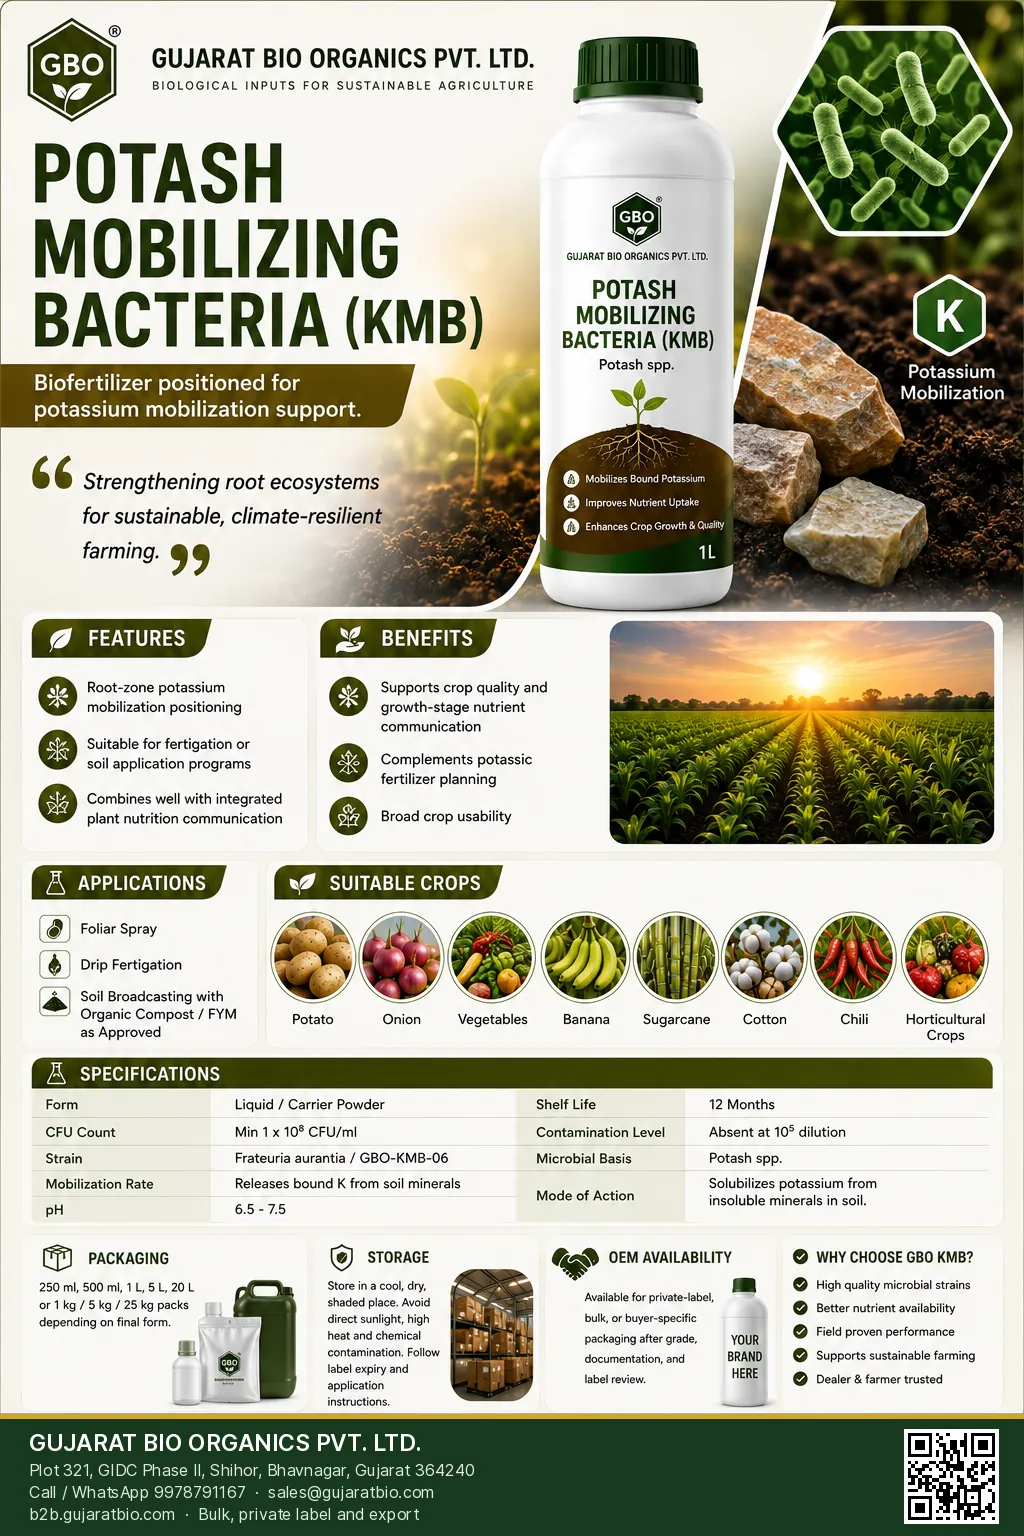 GBO
®
GUJARAT BIO ORGANICS PVT. LTD.
BIOLOGICAL INPUTS FOR SUSTAINABLE AGRICULTURE
POTASH
MOBILIZING
BACTERIA (KMB)
Biofertilizer positioned for
potassium mobilization support.
“ Strengthening root ecosystems
for sustainable, climate-resilient
farming. ”
GBO
®
GUJARAT BIO ORGANICS PVT. LTD.
POTASH
MOBILIZING
BACTERIA (KMB)
Potash spp.
Mobilizes Bound Potassium
Improves Nutrient Uptake
Enhances Crop Growth & Quality
1L
K
Potassium
Mobilization
FEATURES
Root-zone potassium
mobilization positioning
Suitable for fertigation or
soil application programs
Combines well with integrated
plant nutrition communication
BENEFITS
Supports crop quality and
growth-stage nutrient
communication
Complements potassic
fertilizer planning
Broad crop usability
APPLICATIONS
Foliar Spray
Drip Fertigation
Soil Broadcasting with
Organic Compost / FYM
as Approved
SUITABLE CROPS
Potato
Onion
Vegetables
Banana
Sugarcane
Cotton
Chili
Horticultural
Crops
SPECIFICATIONS
Form Liquid / Carrier Powder
CFU Count Min 1 x 10⁸ CFU/ml
Strain Frateuria aurantia / GBO-KMB-06
Mobilization Rate Releases bound K from soil minerals
pH 6.5 - 7.5
Shelf Life 12 Months
Contamination Level Absent at 10⁵ dilution
Microbial Basis Potash spp.
Mode of Action Solubilizes potassium from
insoluble minerals in soil.
PACKAGING
250 ml, 500 ml, 1 L, 5 L, 20 L
or 1 kg / 5 kg / 25 kg packs
depending on final form.
GBO
STORAGE
Store in a cool, dry,
shaded place. Avoid
direct sunlight, high
heat and chemical
contamination. Follow
label expiry and
application
instructions.
OEM AVAILABILITY
Available for private-label,
bulk, or buyer-specific
packaging after grade,
documentation, and
label review.
YOUR
BRAND
HERE
WHY CHOOSE GBO KMB?
High quality microbial strains
Better nutrient availability
Field proven performance
Supports sustainable farming
Dealer & farmer trusted
GUJARAT BIO ORGANICS PVT. LTD.
Plot 321, GIDC Phase II, Shihor, Bhavnagar, Gujarat 364240
Call / WhatsApp 9978791167 · sales@gujaratbio.com
b2b.gujaratbio.com · Bulk, private label and export